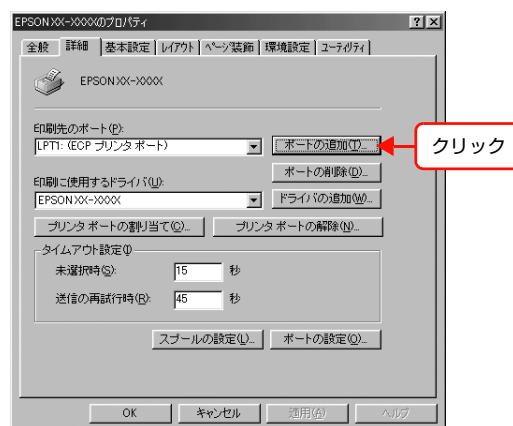 EPSON XX-XXXXのプロパティ
全般 詳細 基本設定 レイアウト ページ装飾 環境設定 ユーティリティ
EPSON XX-XXXX
印刷先のポート(P):
LPT1: (ECP プリンタ ポート) ポートの追加(T)... クリック
ポートの削除(D)...
印刷に使用するドライバ(U):
EPSON XX-XXXX ドライバの追加(W)...
プリンタ ポートの割り当て(C)... プリンタ ポートの解除(N)...
タイムアウト設定(I)
未選択時(S): 15 秒
送信の再試行時(R): 45 秒
スプールの設定(L)... ポートの設定(O)...
OK キャンセル 適用(A) ヘルプ